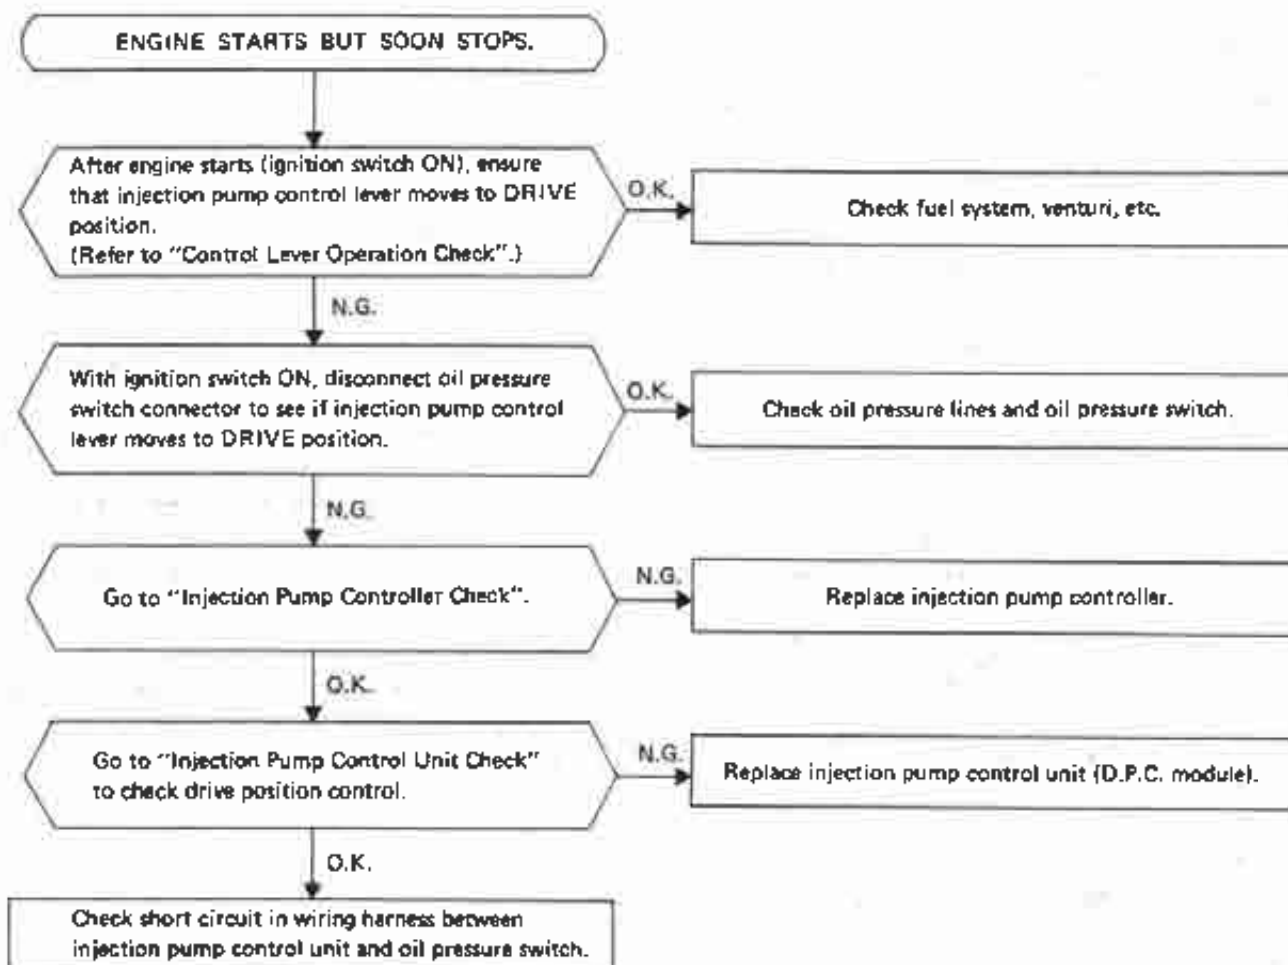 ENGINE STARTS BUT SOON STOPS.
After engine starts (ignition switch ON), ensure
that injection pump control lever moves to DRIVE
position.
(Refer to "Control Lever Operation Check".)
O.K.
Check fuel system, venturi, etc.
N.G.
With ignition switch ON, disconnect oil pressure
switch connector to see if injection pump control
lever moves to DRIVE position.
O.K.
Check oil pressure lines and oil pressure switch.
N.G.
Go to "Injection Pump Controller Check".
N.G.
Replace injection pump controller.
O.K.
Go to "Injection Pump Control Unit Check"
to check drive position control.
N.G.
Replace injection pump control unit (D.P.C. module).
O.K.
Check short circuit in wiring harness between
injection pump control unit and oil pressure switch.